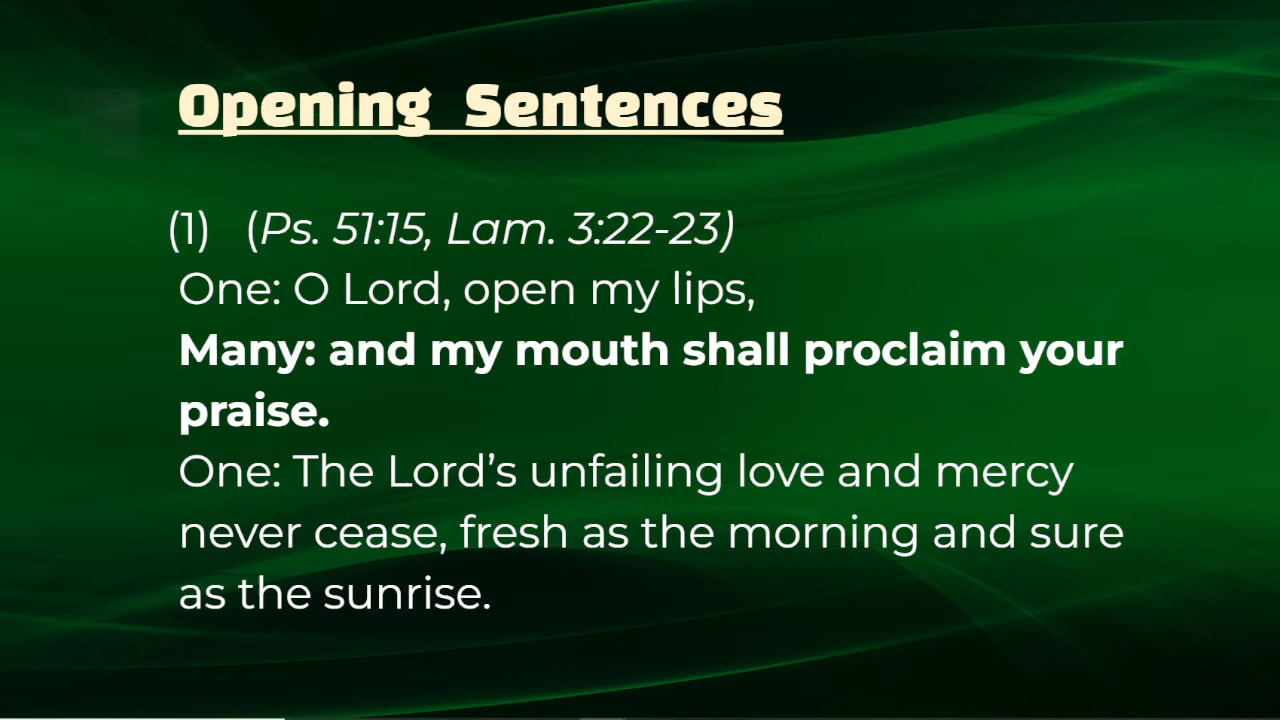 Opening Sentences
(1) (Ps. 51:15, Lam. 3:22-23)
One: O Lord, open my lips,
Many: and my mouth shall proclaim your
praise.
One: The Lord’s unfailing love and mercy
never cease, fresh as the morning and sure
as the sunrise.